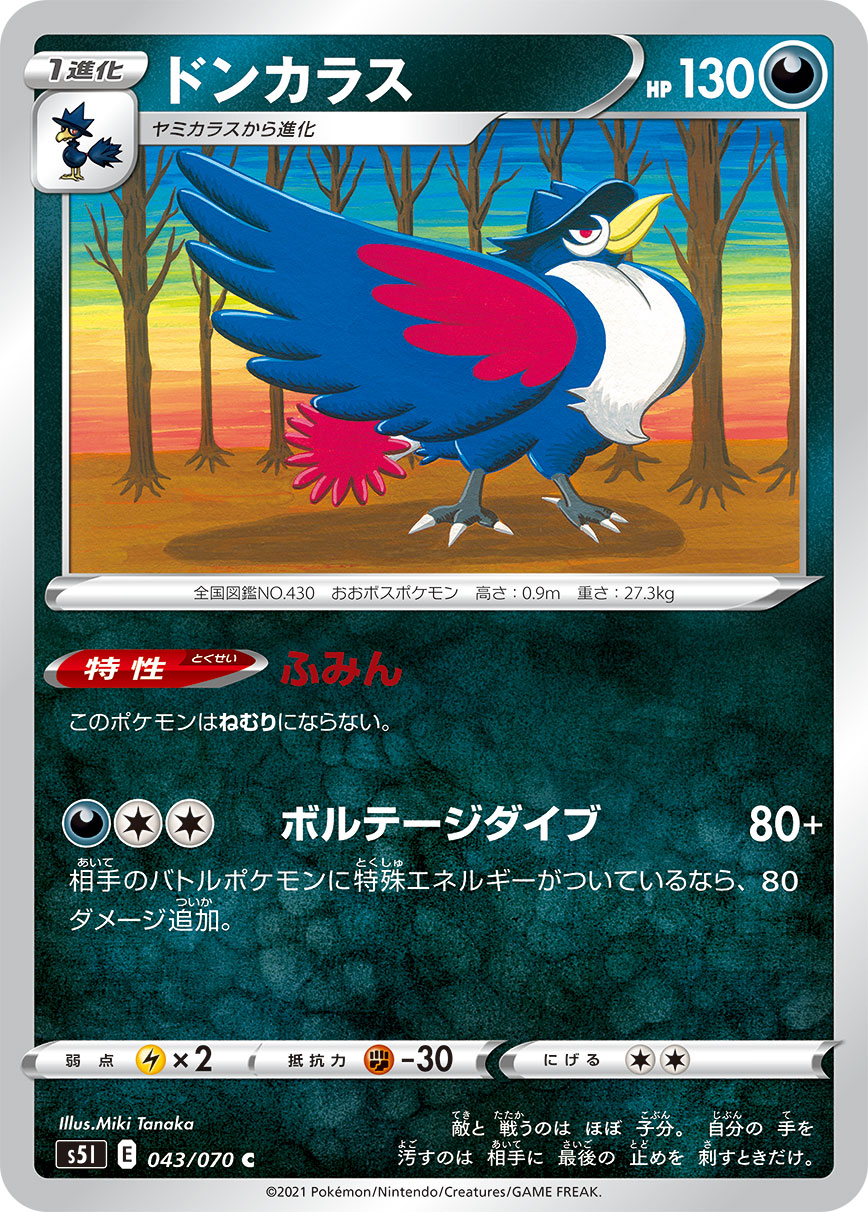 1進化
ドンカラス
HP 130
ヤミカラスから進化
全国図鑑NO.430 おおボスポケモン 高さ：0.9m 重さ：27.3kg
特性 とくせい ふみん
このポケモンはねむりにならない。
ボルテージダイブ 80+
あいて とくしゅ
相手のバトルポケモンに特殊エネルギーがついているなら、80
ついか
ダメージ追加。
弱点 ×2 抵抗力 -30 にげる
Illus.Miki Tanaka
てき たたか こぶん じぶん て
敵と 戦うのは ほぼ 子分。 自分の 手を
よご あいて さいご とど さ
汚すのは 相手に 最後の 止めを 刺すときだけ。
s5I E 043/070 C
©2021 Pokémon/Nintendo/Creatures/GAME FREAK.